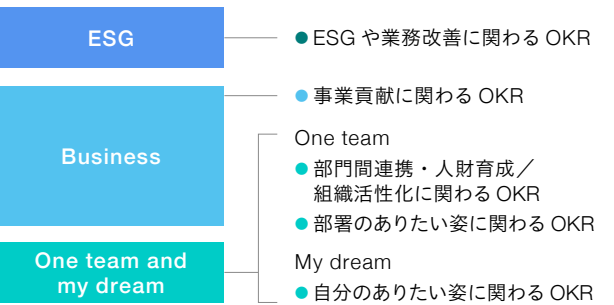 ESG
● ESG や業務改善に関わる OKR
Business
● 事業貢献に関わる OKR
One team and
my dream
One team
● 部門間連携・人財育成／
組織活性化に関わる OKR
● 部署のありたい姿に関わる OKR
My dream
● 自分のありたい姿に関わる OKR